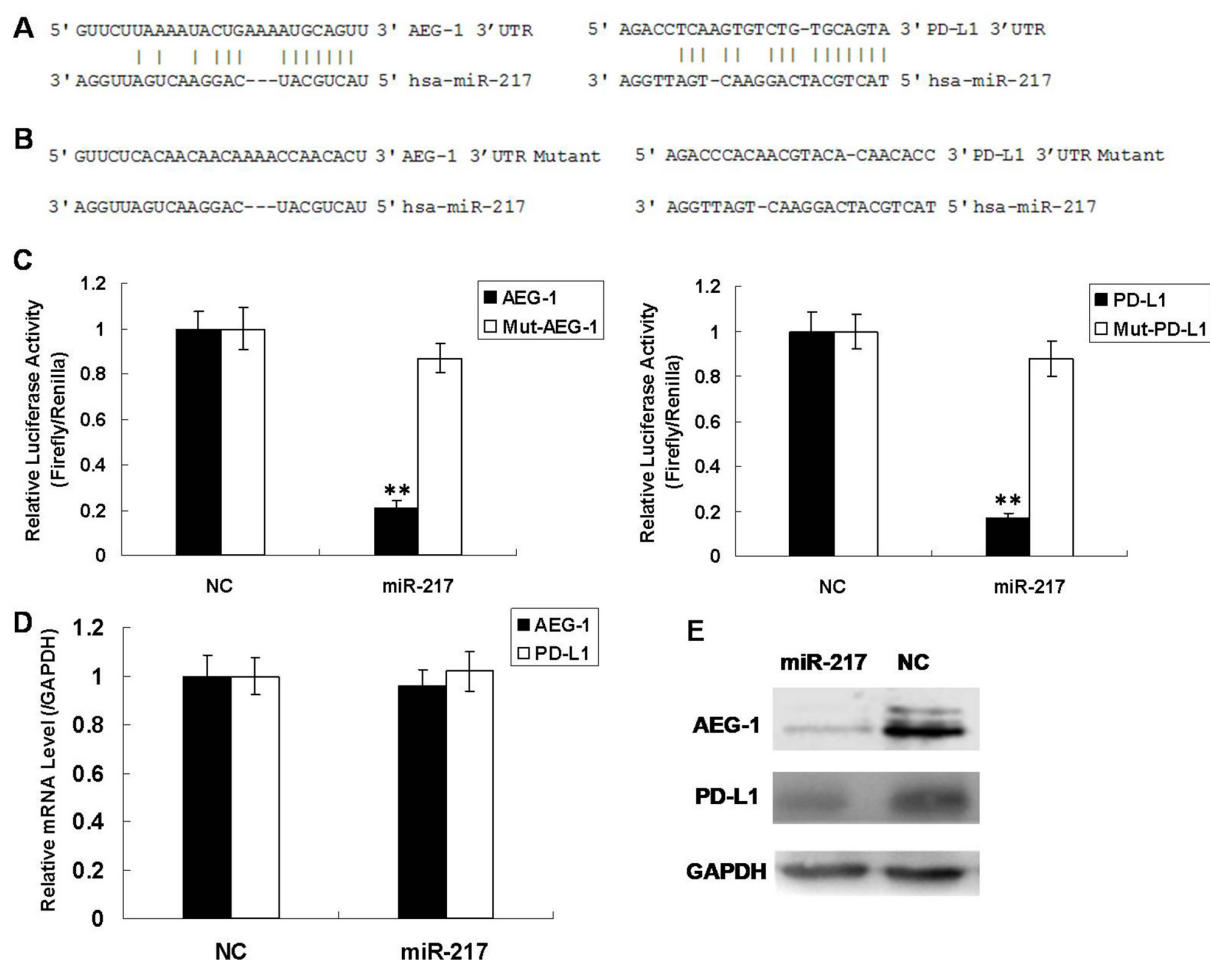 A
5' GUUCUUAAAAUACUGAAAAUGCAGUU 3' AEG-1 3'UTR
3' AGGUUAGUCAAGGAC---UACGUCAU 5' hsa-miR-217
5' AGACCTCAAGTGTCTG-TGCAGTA 3' PD-L1 3'UTR
3' AGGTTAGT-CAAGGACTACGTCAT 5' hsa-miR-217
B
5' GUUCUCACAACAACAAAACCAACACU 3' AEG-1 3'UTR Mutant
3' AGGUUAGUCAAGGAC---UACGUCAU 5' hsa-miR-217
5' AGACCCACAACGTACA-CAACACC 3' PD-L1 3'UTR Mutant
3' AGGTTAGT-CAAGGACTACGTCAT 5' hsa-miR-217
C
Relative Luciferase Activity
(Firefly/Renilla)
1.2
1
0.8
0.6
0.4
0.2
0
AEG-1
Mut-AEG-1
**
NC
miR-217
Relative Luciferase Activity
(Firefly/Renilla)
1.2
1
0.8
0.6
0.4
0.2
0
PD-L1
Mut-PD-L1
**
NC
miR-217
D
Relative mRNA Level (/GAPDH)
1.2
1
0.8
0.6
0.4
0.2
0
AEG-1
PD-L1
NC
miR-217
E
miR-217 NC
AEG-1
PD-L1
GAPDH